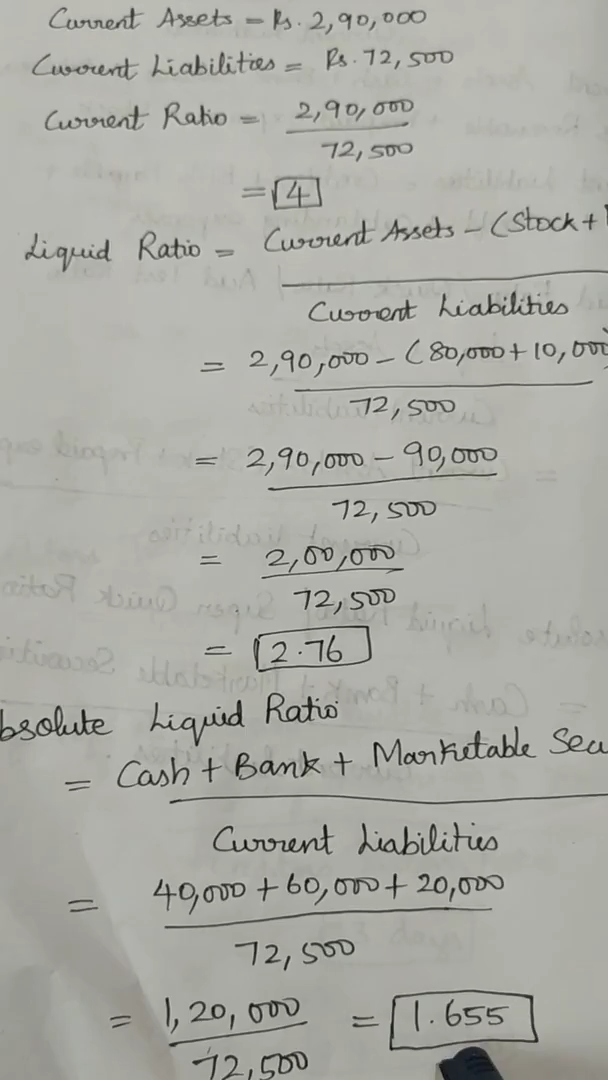 Current Assets = Rs. 2,90,000
Current Liabilities = Rs. 72,500
Current Ratio = 2,90,000
72,500
= 4
Liquid Ratio = Current Assets - (Stock +
Current Liabilities
= 2,90,000 - (80,000 + 10,000)
72,500
= 2,90,000 - 90,000
72,500
= 2,00,000
72,500
= 2.76
bsolute Liquid Ratio
= Cash + Bank + Marketable Secu
Current Liabilities
= 40,000 + 60,000 + 20,000
72,500
= 1,20,000 = 1.655
72,500